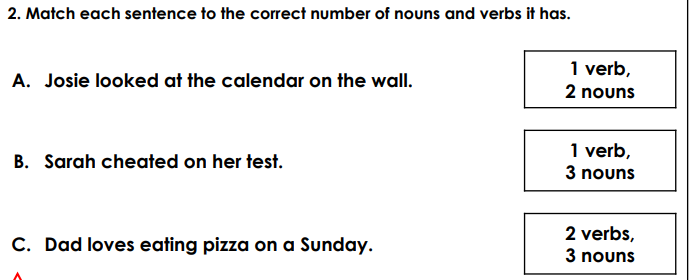 2. Match each sentence to the correct number of nouns and verbs it has.
A. Josie looked at the calendar on the wall.
1 verb,
2 nouns
B. Sarah cheated on her test.
1 verb,
3 nouns
C. Dad loves eating pizza on a Sunday.
2 verbs,
3 nouns